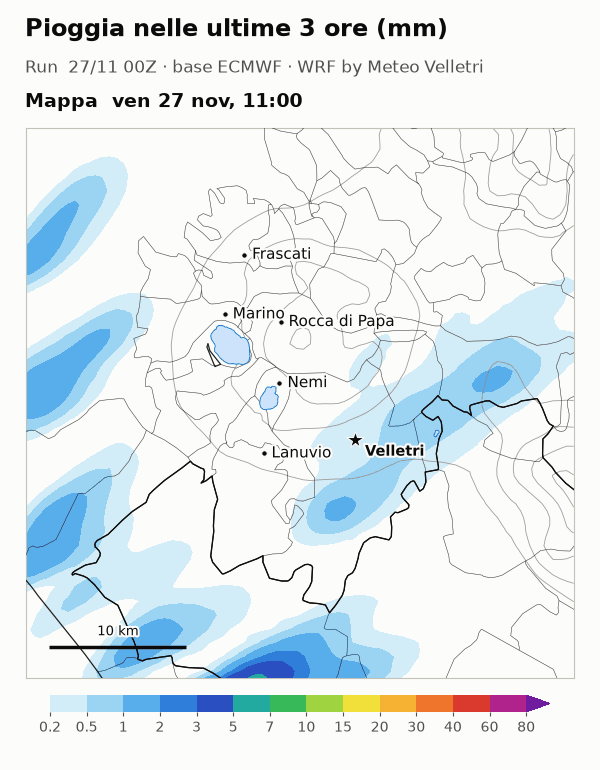 Pioggia nelle ultime 3 ore (mm)
Run 27/11 00Z · base ECMWF · WRF by Meteo Velletri
Mappa ven 27 nov, 11:00
Frascati
Marino
Rocca di Papa
Nemi
Velletri
Lanuvio
10 km
0.2 0.5 1 2 3 5 7 10 15 20 30 40 60 80